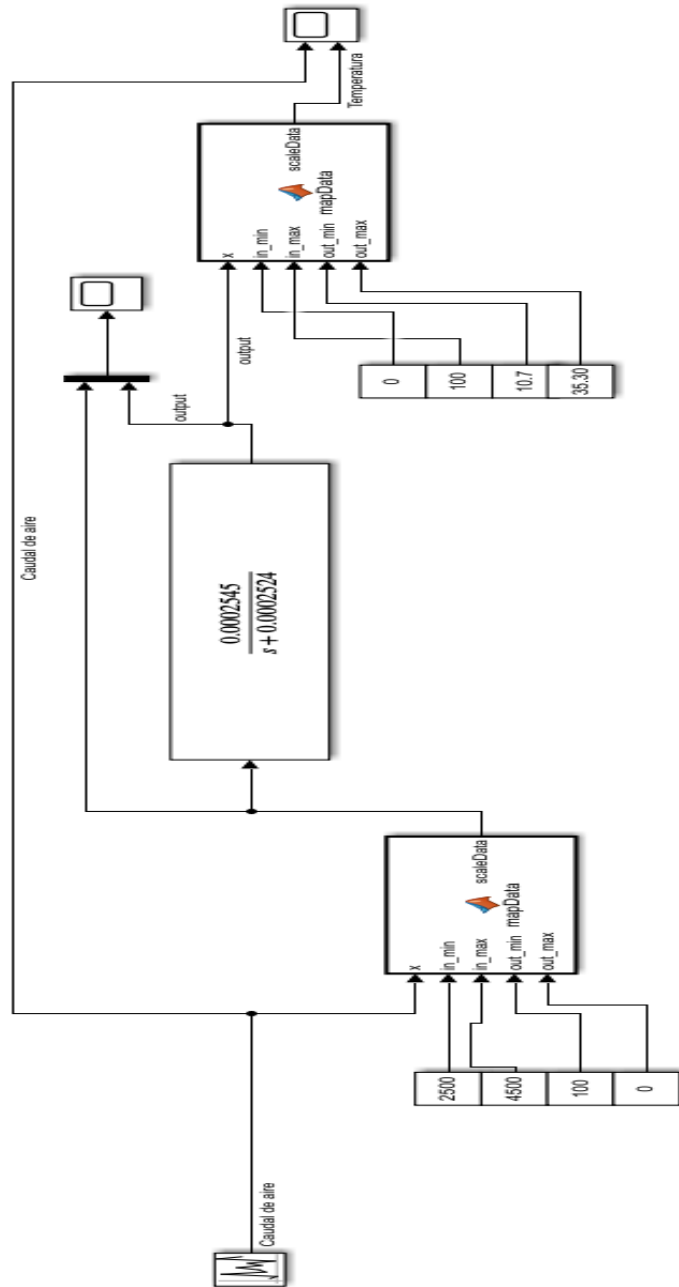 Caudal de aire
Caudal de aire
2500
4500
100
0
x
in_min
in_max
out_min
out_max
mapData
scaleData
0.0002545
s + 0.0002524
output
output
0
100
10.7
35.30
x
in_min
in_max
out_min
out_max
mapData
scaleData
Temperatura